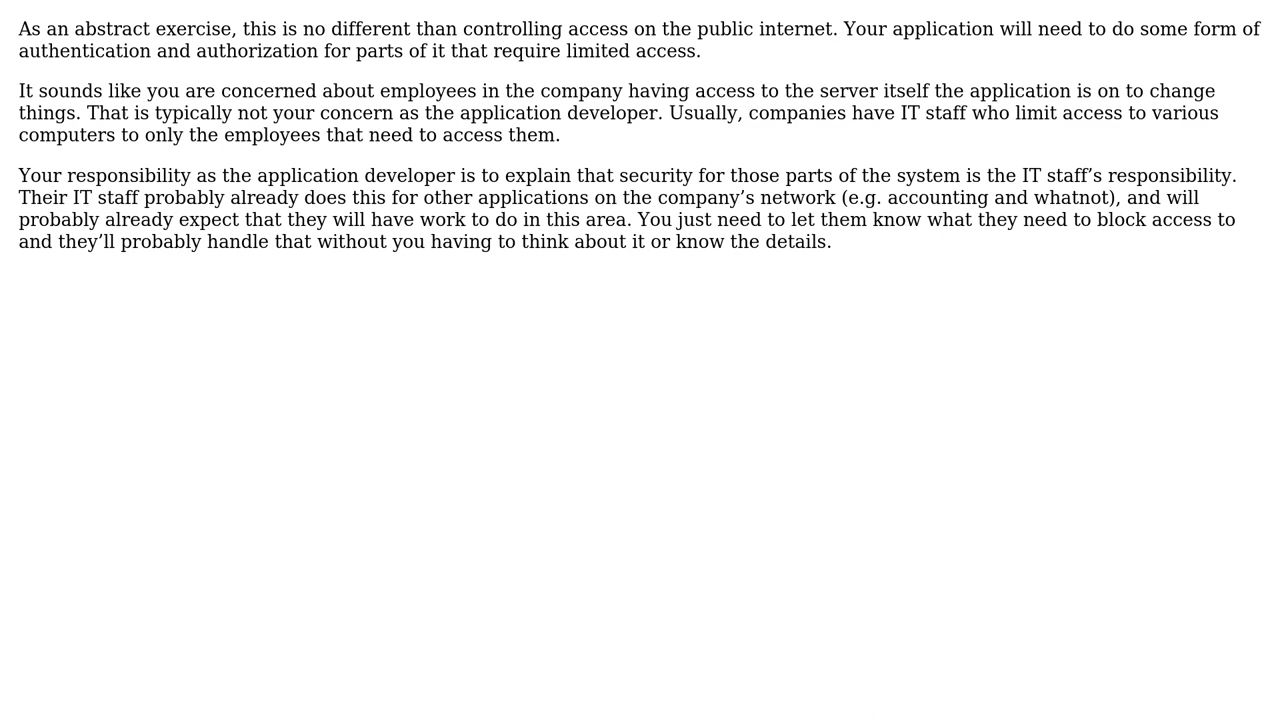 As an abstract exercise, this is no different than controlling access on the public internet. Your application will need to do some form of
authentication and authorization for parts of it that require limited access.
It sounds like you are concerned about employees in the company having access to the server itself the application is on to change
things. That is typically not your concern as the application developer. Usually, companies have IT staff who limit access to various
computers to only the employees that need to access them.
Your responsibility as the application developer is to explain that security for those parts of the system is the IT staff’s responsibility.
Their IT staff probably already does this for other applications on the company’s network (e.g. accounting and whatnot), and will
probably already expect that they will have work to do in this area. You just need to let them know what they need to block access to
and they’ll probably handle that without you having to think about it or know the details.